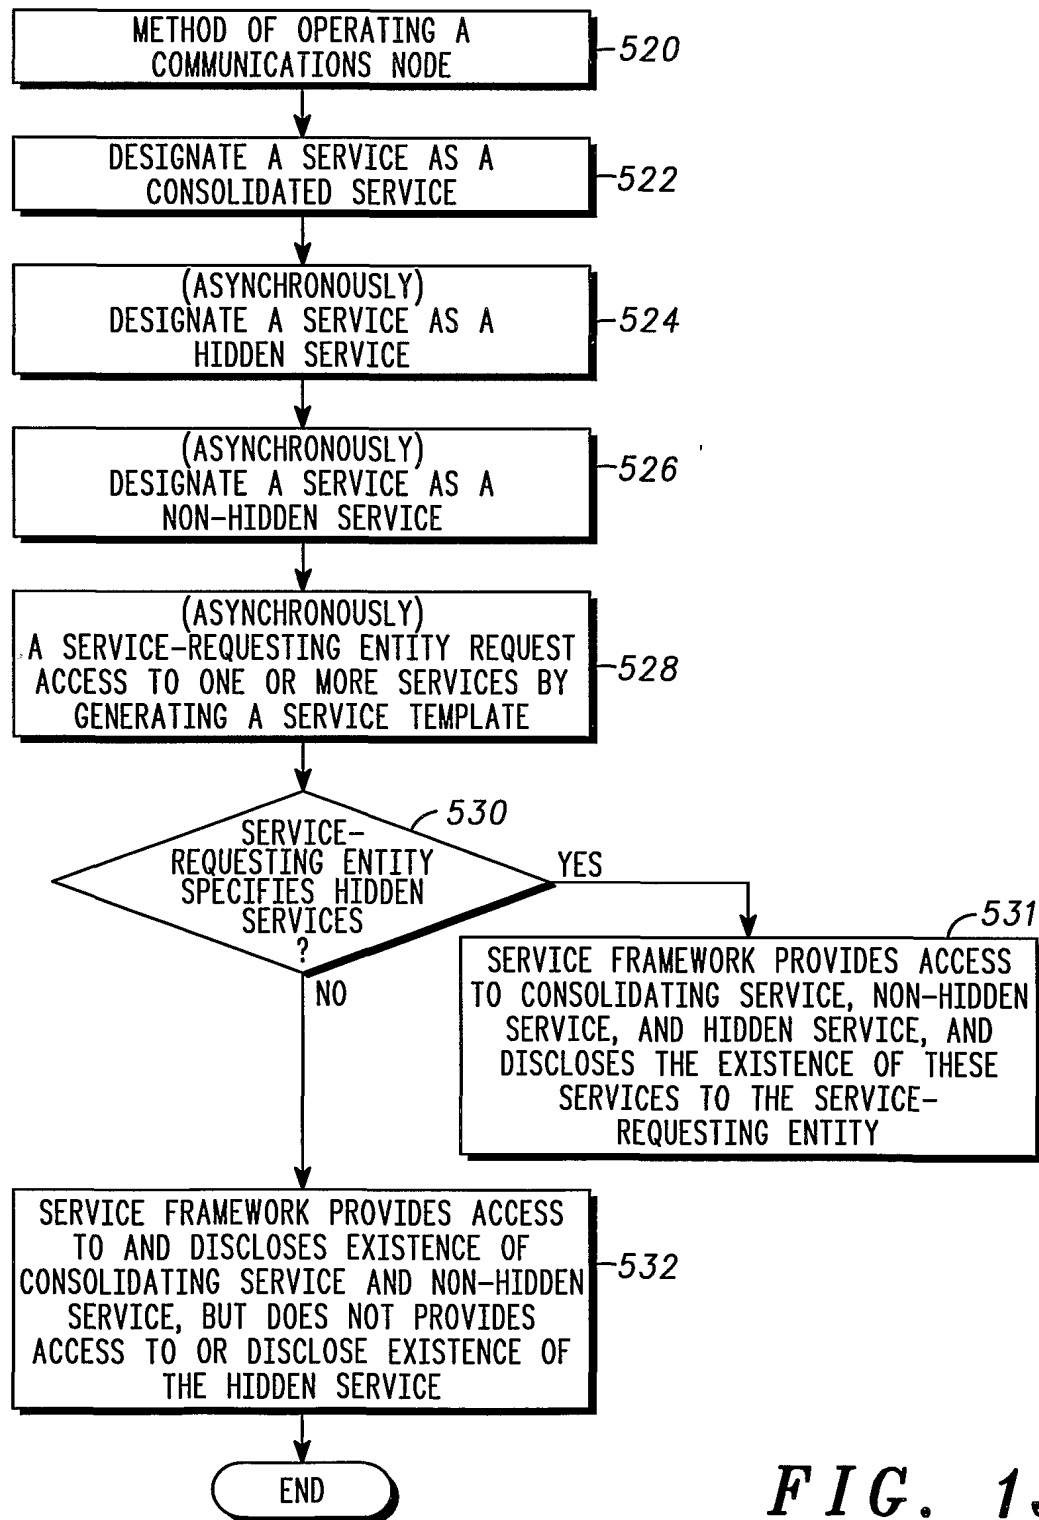 METHOD OF OPERATING A
COMMUNICATIONS NODE
520
DESIGNATE A SERVICE AS A
CONSOLIDATED SERVICE
522
(ASYNCHRONOUSLY)
DESIGNATE A SERVICE AS A
HIDDEN SERVICE
524
(ASYNCHRONOUSLY)
DESIGNATE A SERVICE AS A
NON-HIDDEN SERVICE
526
(ASYNCHRONOUSLY)
A SERVICE-REQUESTING ENTITY REQUEST
ACCESS TO ONE OR MORE SERVICES BY
GENERATING A SERVICE TEMPLATE
528
530
SERVICE-
REQUESTING ENTITY
SPECIFIES HIDDEN
SERVICES
?
YES
NO
531
SERVICE FRAMEWORK PROVIDES ACCESS
TO CONSOLIDATING SERVICE, NON-HIDDEN
SERVICE, AND HIDDEN SERVICE, AND
DISCLOSES THE EXISTENCE OF THESE
SERVICES TO THE SERVICE-
REQUESTING ENTITY
SERVICE FRAMEWORK PROVIDES ACCESS
TO AND DISCLOSES EXISTENCE OF
CONSOLIDATING SERVICE AND NON-HIDDEN
SERVICE, BUT DOES NOT PROVIDES
ACCESS TO OR DISCLOSE EXISTENCE OF
THE HIDDEN SERVICE
532
END
FIG. 1